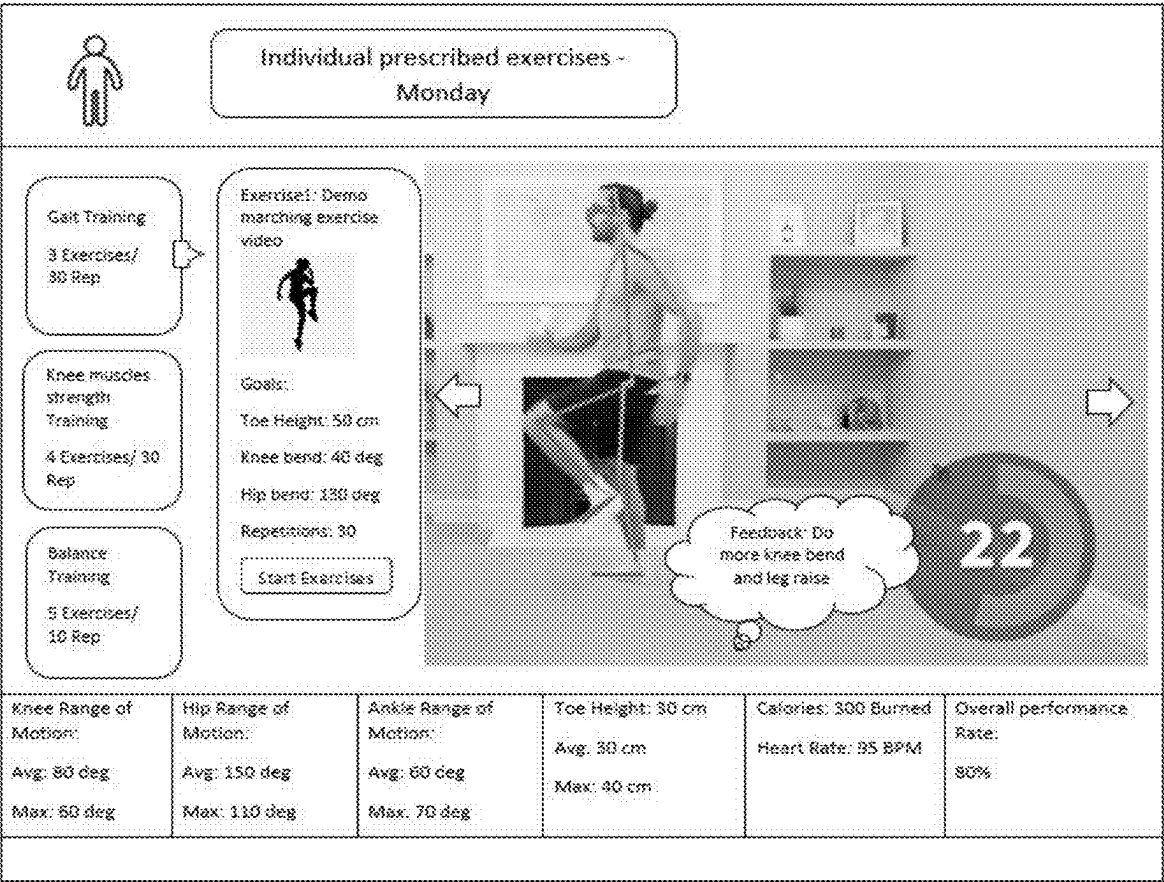 Individual prescribed exercises -
Monday
Gait Training
3 Exercises/
30 Rep
Knee muscles
strength
Training
4 Exercises/ 30
Rep
Balance
Training
5 Exercises/
10 Rep
Exercise1: Demo
marching exercise
video
Goals:
Toe Height: 50 cm
Knee bend: 40 deg
Hip bend: 130 deg
Repetitions: 30
Start Exercises
Feedback: Do
more knee bend
and leg raise
22
Knee Range of
Motion:
Avg: 80 deg
Max: 60 deg
Hip Range of
Motion:
Avg: 150 deg
Max: 110 deg
Ankle Range of
Motion:
Avg: 60 deg
Max. 70 deg
Toe Height: 30 cm
Avg. 30 cm
Max: 40 cm
Calories: 300 Burned
Heart Rate: 95 BPM
Overall performance
Rate:
80%